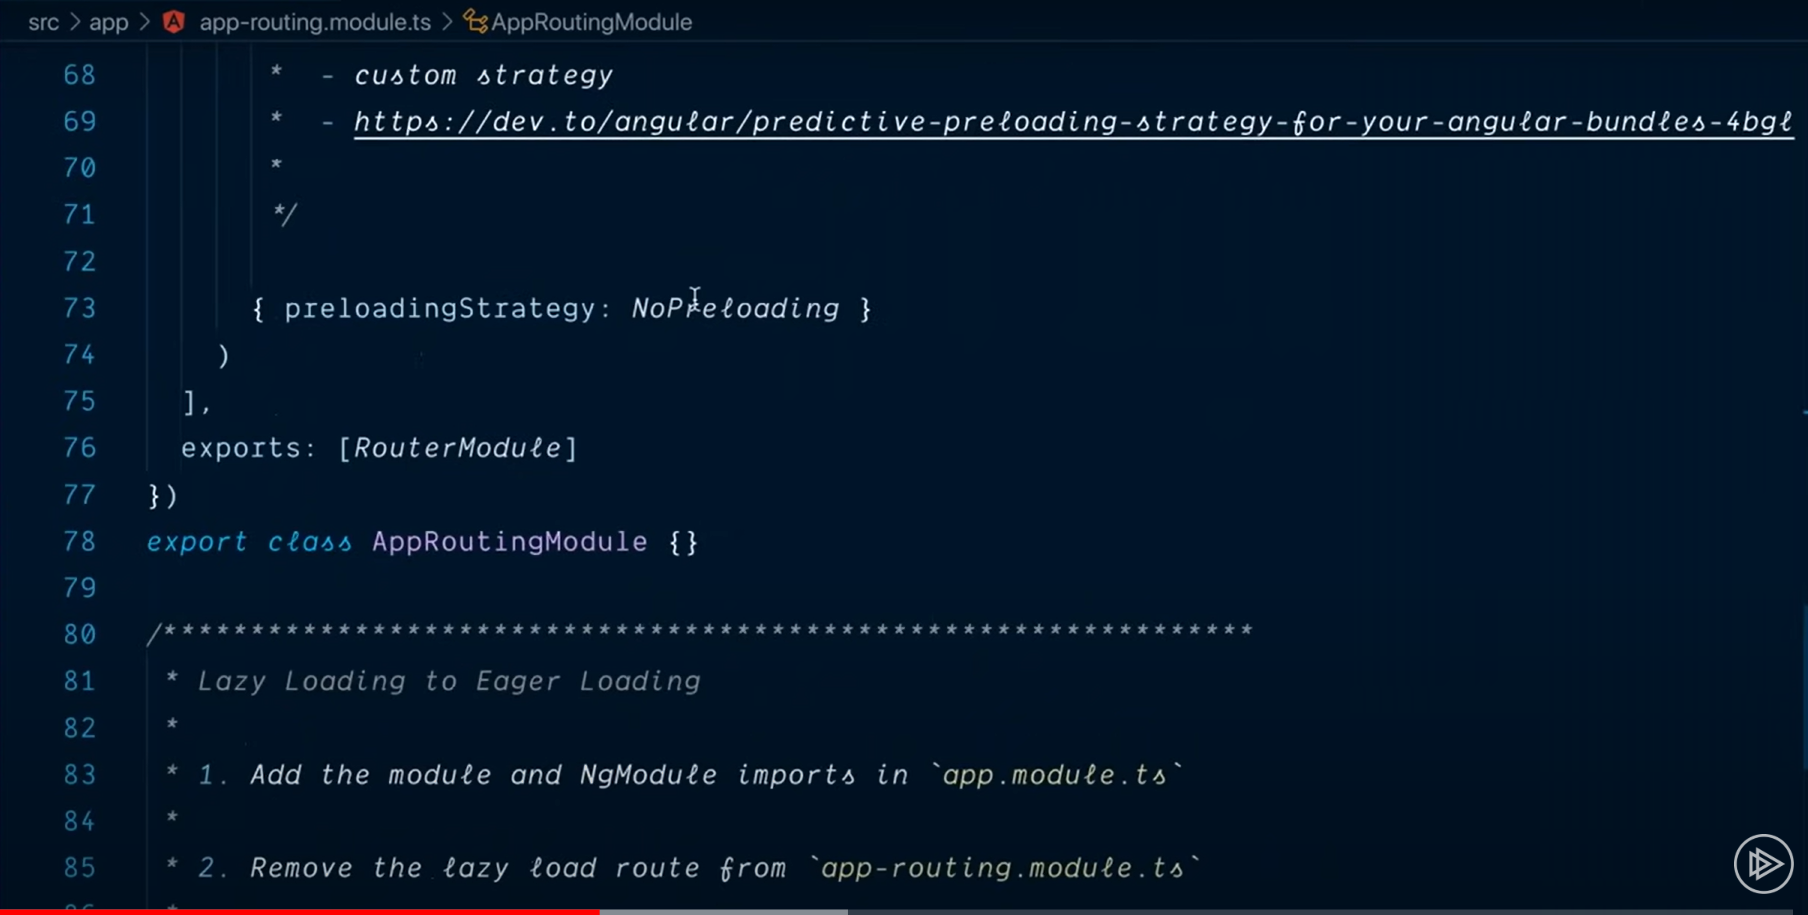 src > app > app-routing.module.ts > AppRoutingModule
68 * - custom strategy
69 * - https://dev.to/angular/predictive-preloading-strategy-for-your-angular-bundles-4bgl
70 *
71 */
72
73 { preloadingStrategy: NoPreloading }
74 )
75 ],
76 exports: [RouterModule]
77 })
78 export class AppRoutingModule {}
79
80 /***************************************************************
81 * Lazy Loading to Eager Loading
82 *
83 * 1. Add the module and NgModule imports in `app.module.ts`
84 *
85 * 2. Remove the lazy load route from `app-routing.module.ts`